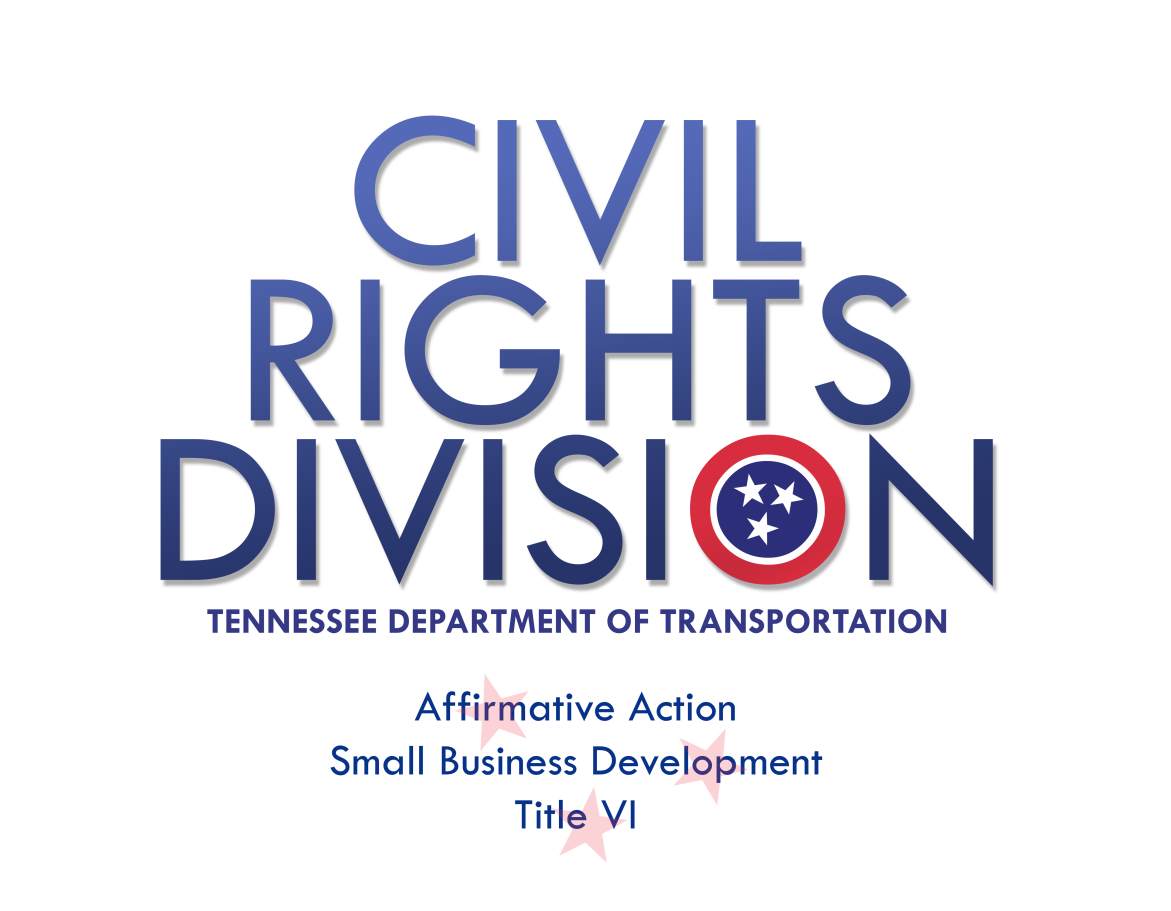 CIVIL
RIGHTS
DIVISION
TENNESSEE DEPARTMENT OF TRANSPORTATION
Affirmative Action
Small Business Development
Title VI